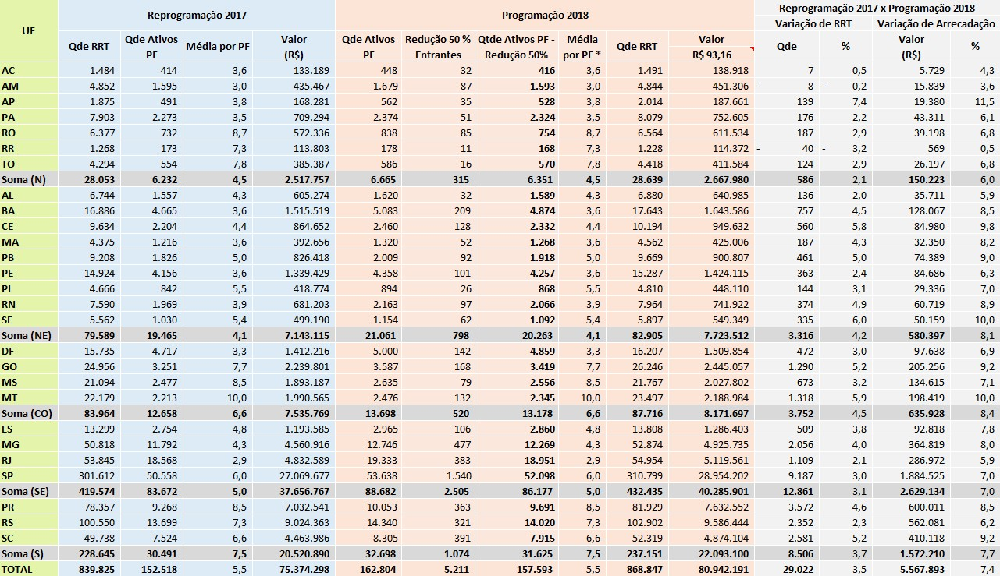 UF Reprogramação 2017 Programação 2018 Reprogramação 2017 x Programação 2018
Variação de RRT Variação de Arrecadação
Qde RRT Qde Ativos PF Média por PF Valor (R$) Qde Ativos PF Redução 50 % Entrantes Qtde Ativos PF - Redução 50% Média por PF * Qde RRT Valor R$ 93,16 Qde % Valor (R$) %
AC 1.484 414 3,6 133.189 448 32 416 3,6 1.491 138.918 7 0,5 5.729 4,3
AM 4.852 1.595 3,0 435.467 1.679 87 1.593 3,0 4.844 451.306 - 8 - 0,2 15.839 3,6
AP 1.875 491 3,8 168.281 562 35 528 3,8 2.014 187.661 139 7,4 19.380 11,5
PA 7.903 2.273 3,5 709.294 2.374 51 2.324 3,5 8.079 752.605 176 2,2 43.311 6,1
RO 6.377 732 8,7 572.336 838 85 754 8,7 6.564 611.534 187 2,9 39.198 6,8
RR 1.268 173 7,3 113.803 178 11 168 7,3 1.228 114.372 - 40 - 3,2 569 0,5
TO 4.294 554 7,8 385.387 586 16 570 7,8 4.418 411.584 124 2,9 26.197 6,8
Soma (N) 28.053 6.232 4,5 2.517.757 6.665 315 6.351 4,5 28.639 2.667.980 586 2,1 150.223 6,0
AL 6.744 1.557 4,3 605.274 1.620 32 1.589 4,3 6.880 640.985 136 2,0 35.711 5,9
BA 16.886 4.665 3,6 1.515.519 5.083 209 4.874 3,6 17.643 1.643.586 757 4,5 128.067 8,5
CE 9.634 2.204 4,4 864.652 2.460 128 2.332 4,4 10.194 949.632 560 5,8 84.980 9,8
MA 4.375 1.216 3,6 392.656 1.320 52 1.268 3,6 4.562 425.006 187 4,3 32.350 8,2
PB 9.208 1.826 5,0 826.418 2.009 92 1.918 5,0 9.669 900.807 461 5,0 74.389 9,0
PE 14.924 4.156 3,6 1.339.429 4.358 101 4.257 3,6 15.287 1.424.115 363 2,4 84.686 6,3
PI 4.666 842 5,5 418.774 894 26 868 5,5 4.810 448.110 144 3,1 29.336 7,0
RN 7.590 1.969 3,9 681.203 2.163 97 2.066 3,9 7.964 741.922 374 4,9 60.719 8,9
SE 5.562 1.030 5,4 499.190 1.154 62 1.092 5,4 5.897 549.349 335 6,0 50.159 10,0
Soma (NE) 79.589 19.465 4,1 7.143.115 21.061 798 20.263 4,1 82.905 7.723.512 3.316 4,2 580.397 8,1
DF 15.735 4.717 3,3 1.412.216 5.000 142 4.859 3,3 16.207 1.509.854 472 3,0 97.638 6,9
GO 24.956 3.251 7,7 2.239.801 3.587 168 3.419 7,7 26.246 2.445.057 1.290 5,2 205.256 9,2
MS 21.094 2.477 8,5 1.893.187 2.635 79 2.556 8,5 21.767 2.027.802 673 3,2 134.615 7,1
MT 22.179 2.213 10,0 1.990.565 2.476 132 2.345 10,0 23.497 2.188.984 1.318 5,9 198.419 10,0
Soma (CO) 83.964 12.658 6,6 7.535.769 13.698 520 13.178 6,6 87.716 8.171.697 3.752 4,5 635.928 8,4
ES 13.299 2.754 4,8 1.193.585 2.965 106 2.860 4,8 13.808 1.286.403 509 3,8 92.818 7,8
MG 50.818 11.792 4,3 4.560.916 12.746 477 12.269 4,3 52.874 4.925.735 2.056 4,0 364.819 8,0
RJ 53.845 18.568 2,9 4.832.589 19.333 383 18.951 2,9 54.954 5.119.561 1.109 2,1 286.972 5,9
SP 301.612 50.558 6,0 27.069.677 53.638 1.540 52.098 6,0 310.799 28.954.202 9.187 3,0 1.884.525 7,0
Soma (SE) 419.574 83.672 5,0 37.656.767 88.682 2.505 86.177 5,0 432.435 40.285.901 12.861 3,1 2.629.134 7,0
PR 78.357 9.268 8,5 7.032.541 10.053 363 9.691 8,5 81.929 7.632.552 3.572 4,6 600.011 8,5
RS 100.550 13.699 7,3 9.024.363 14.340 321 14.020 7,3 102.902 9.586.444 2.352 2,3 562.081 6,2
SC 49.738 7.524 6,6 4.463.986 8.305 391 7.915 6,6 52.319 4.874.104 2.581 5,2 410.118 9,2
Soma (S) 228.645 30.491 7,5 20.520.890 32.698 1.074 31.625 7,5 237.151 22.093.100 8.506 3,7 1.572.210 7,7
TOTAL 839.825 152.518 5,5 75.374.298 162.804 5.211 157.593 5,5 868.847 80.942.191 29.022 3,5 5.567.893 7,4